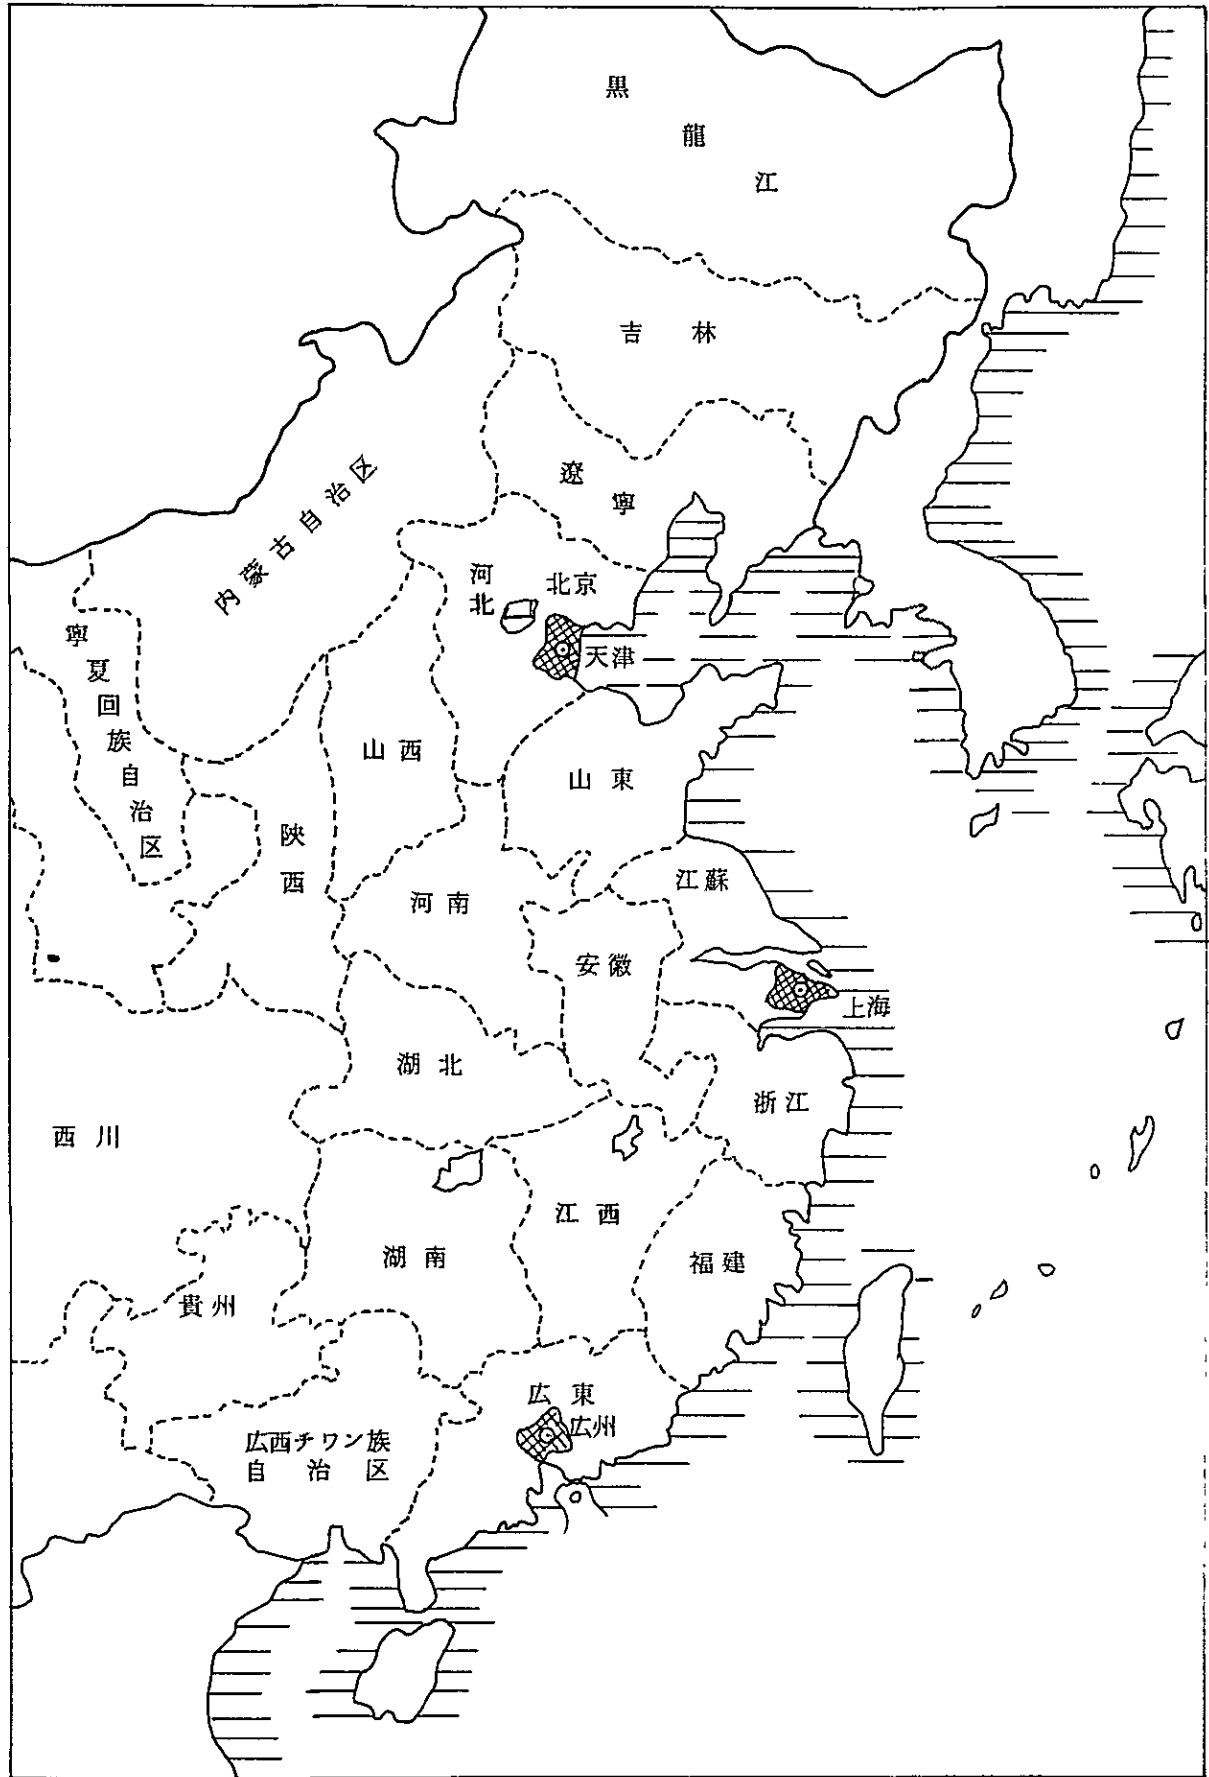 黒龍江
吉林
遼寧
内蒙古自治区
河北
北京
天津
寧夏回族自治区
山西
山東
陜西
河南
江蘇
安徽
上海
湖北
浙江
西川
江西
湖南
福建
貴州
広東
広州
広西チワン族
自治区